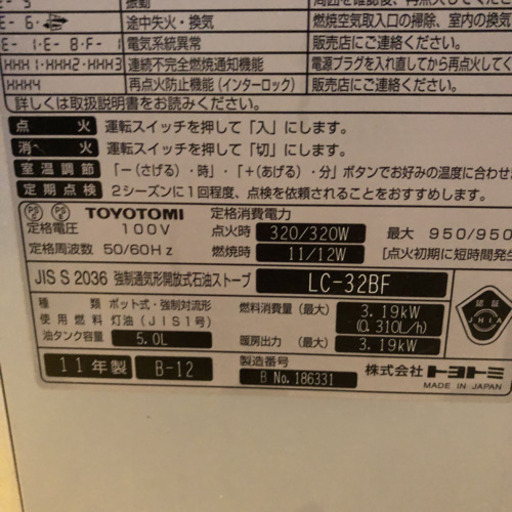 E-5 振動
E-6・ 途中失火・換気 燃焼空気取入口の掃除、室内の換気
E-1・E-8・F-1 電気系統異常 販売店にご連絡ください。
HHH1・HHH2・HHH3 連続不完全燃焼通知機能 電源プラグを入れ直してから再点火してく
HHH4 再点火防止機能(インターロック) 販売店にご連絡ください。
詳しくは取扱説明書をお読みください。
点火 運転スイッチを押して「入」にします。
消火 運転スイッチを押して「切」にします。
室温調節 「－(さげる)・時」・「＋(あげる)・分」ボタンでお好みの温度に合わせま
定期点検 2シーズンに1回程度、点検を依頼されることをおすすめします。
PS E PS C TOYOTOMI 定格消費電力
定格電圧 100V 点火時 320/320W 最大 950/950
定格周波数 50/60Hz 燃焼時 11/12W [点火初期に短時間発生
JIS S 2036 強制通気形開放式石油ストーブ LC-32BF
種類 ポット式・強制対流形 燃料消費量(最大) 3.19kW (0.310L/h)
使用燃料 灯油(JIS1号)
油タンク容量 5.0L 暖房出力(最大) 3.19kW
認証 JHIA
11年製 B-12 製造番号 B No.186331 株式会社トヨトミ
MADE IN JAPAN